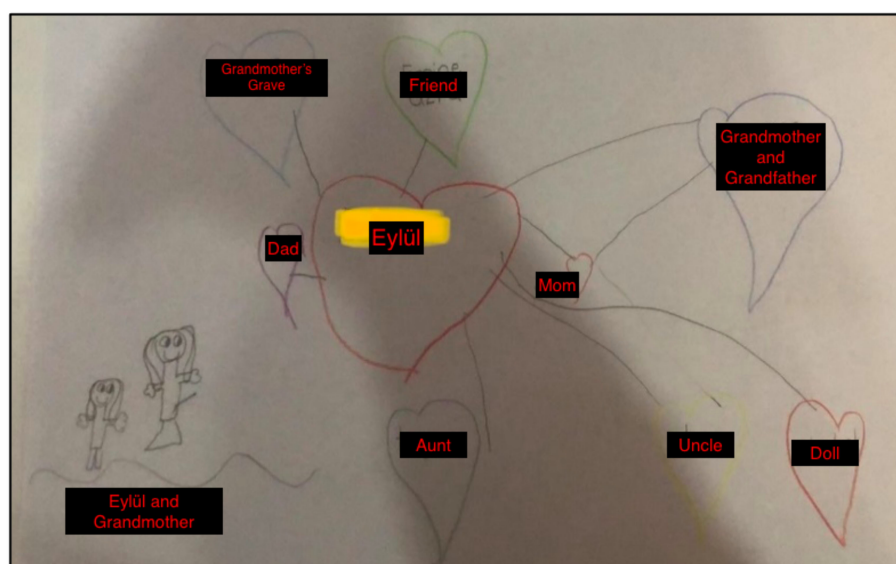 Grandmother's
Grave
Friend
Grandmother
and
Grandfather
Dad
Eylül
Mom
Aunt
Uncle
Doll
Eylül and
Grandmother